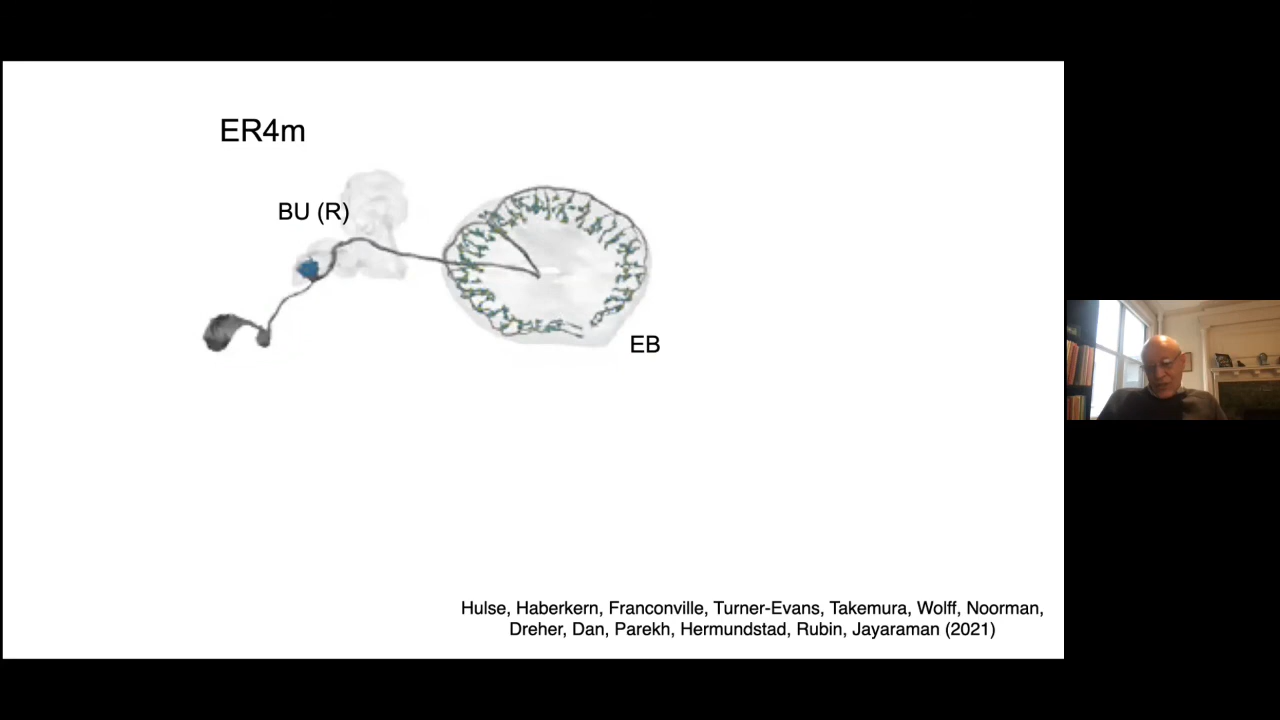 ER4m
BU (R)
EB
Hulse, Haberkern, Franconville, Turner-Evans, Takemura, Wolff, Noorman,
Dreher, Dan, Parekh, Hermundstad, Rubin, Jayaraman (2021)